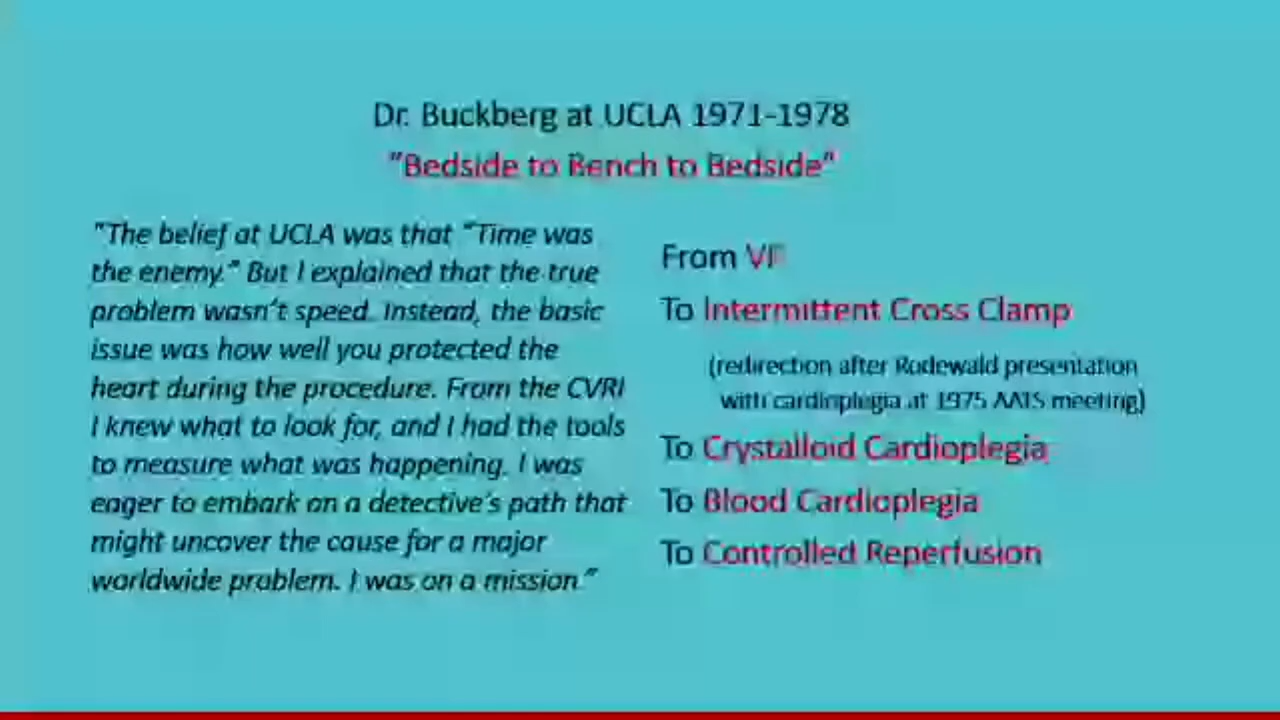 Dr. Buckberg at UCLA 1971-1978
"Bedside to Bench to Bedside"
"The belief at UCLA was that "Time was
the enemy." But I explained that the true
problem wasn't speed. Instead, the basic
issue was how well you protected the
heart during the procedure. From the CVRI
I knew what to look for, and I had the tools
to measure what was happening. I was
eager to embark on a detective's path that
might uncover the cause for a major
worldwide problem. I was on a mission."
From VF
To Intermittent Cross Clamp
(redirection after Rodewald presentation
with cardioplegia at 1975 AATS meeting)
To Crystalloid Cardioplegia
To Blood Cardioplegia
To Controlled Reperfusion